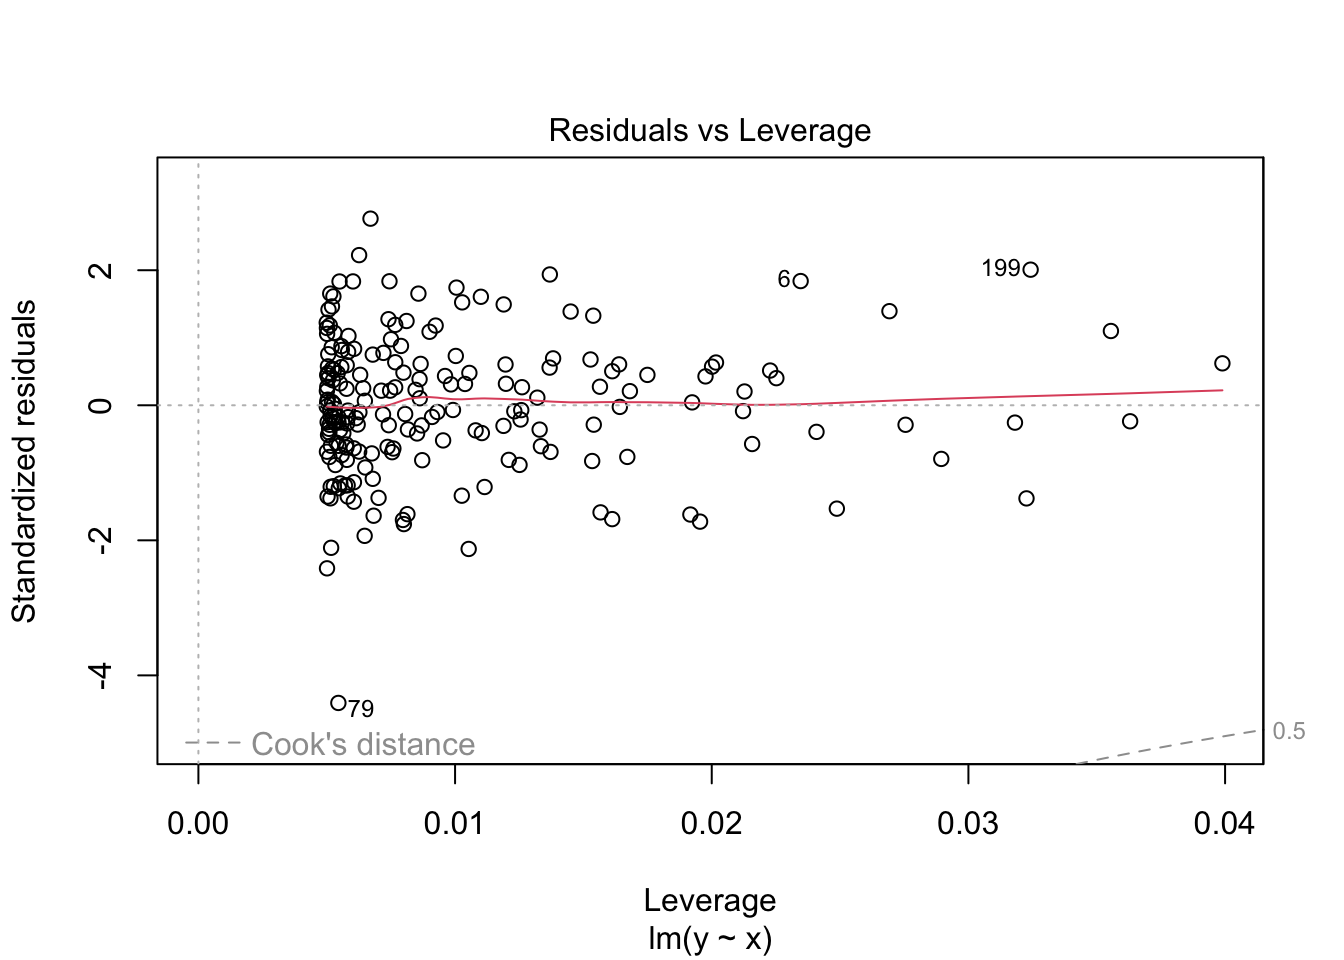 Residuals vs Leverage
Standardized residuals
2
0
-2
-4
6
199
79
Cook's distance
0.5
0.00 0.01 0.02 0.03 0.04
Leverage
lm(y ~ x)